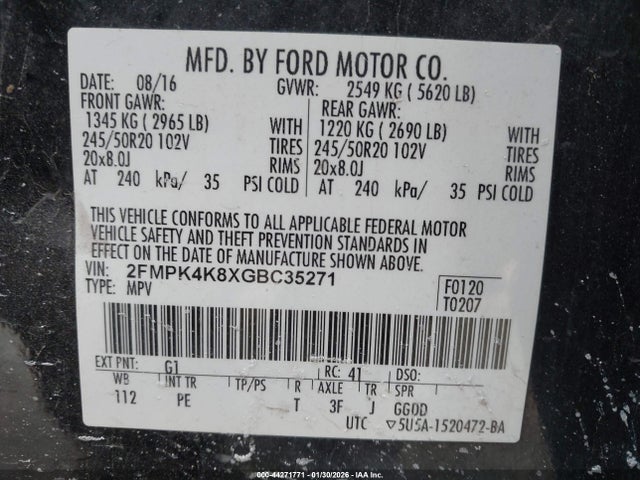 MFD. BY FORD MOTOR CO.
DATE: 08/16 GVWR: 2549 KG ( 5620 LB)
FRONT GAWR: REAR GAWR:
1345 KG ( 2965 LB) WITH 1220 KG ( 2690 LB) WITH
245/50R20 102V TIRES 245/50R20 102V TIRES
20x8.0J RIMS 20x8.0J RIMS
AT 240 kPa/ 35 PSI COLD AT 240 kPa/ 35 PSI COLD
THIS VEHICLE CONFORMS TO ALL APPLICABLE FEDERAL MOTOR
VEHICLE SAFETY AND THEFT PREVENTION STANDARDS IN
EFFECT ON THE DATE OF MANUFACTURE SHOWN ABOVE.
VIN: 2FMPK4K8XGBC35271 F0120
TYPE: MPV T0207
EXT PNT: G1 RC: 41 DSO:
WB INT TR TP/PS R AXLE TR SPR
112 PE T 3F J GGOD
UTC ▽5U5A-1520472-BA
000-44271771 - 01/30/2026 - IAA Inc.